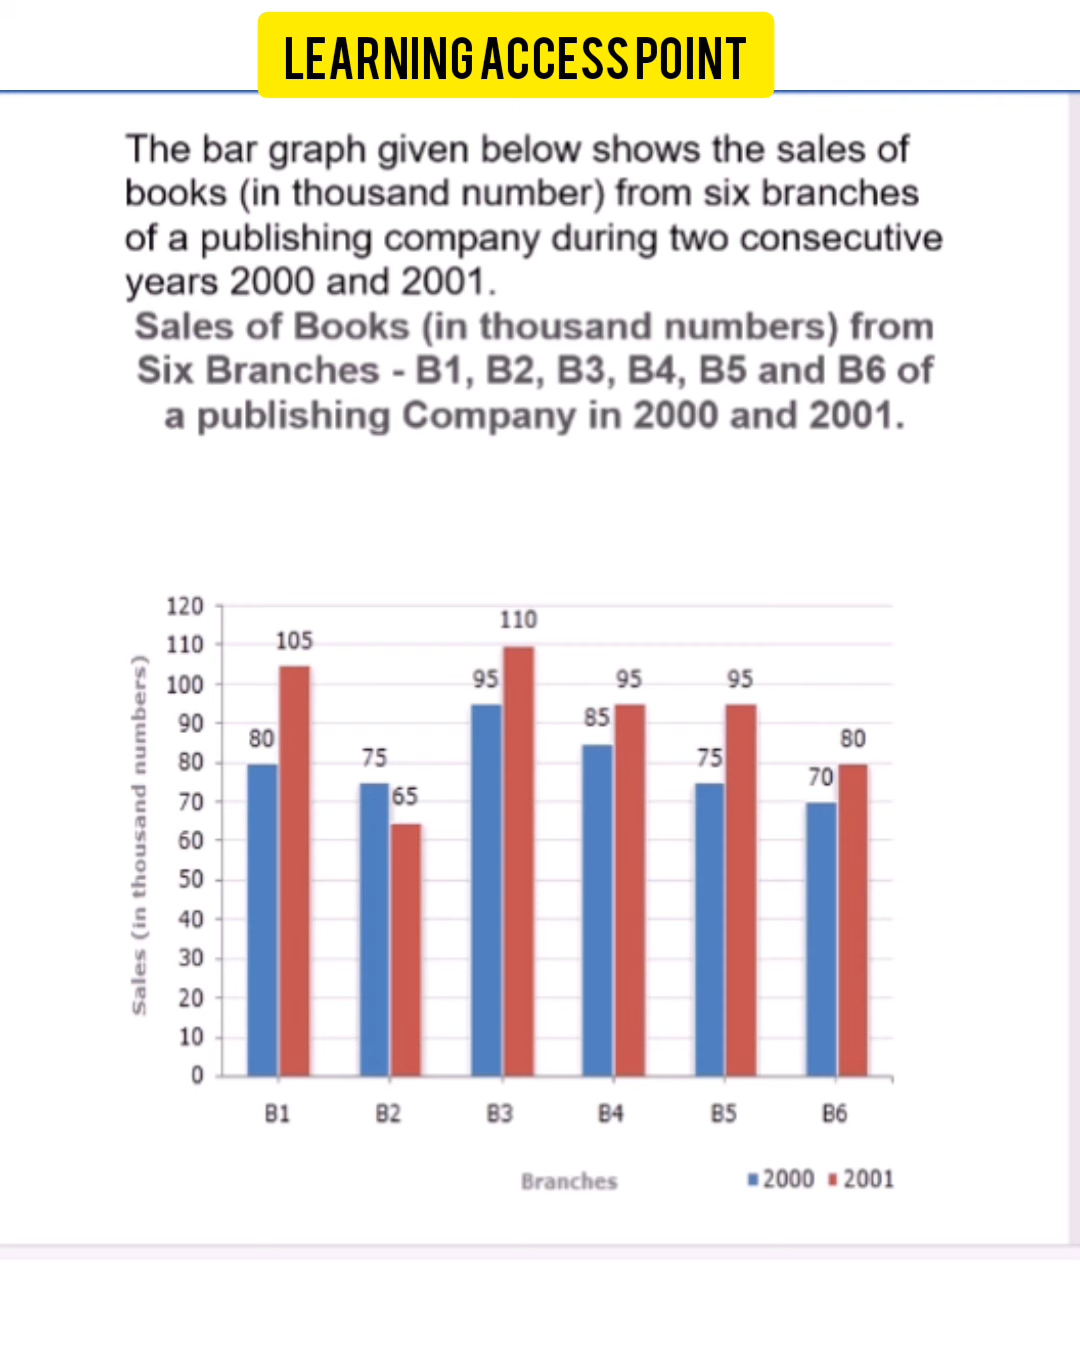 LEARNING ACCESS POINT
The bar graph given below shows the sales of
books (in thousand number) from six branches
of a publishing company during two consecutive
years 2000 and 2001.
Sales of Books (in thousand numbers) from
Six Branches - B1, B2, B3, B4, B5 and B6 of
a publishing Company in 2000 and 2001.
Sales (in thousand numbers)
120
110
100
90
80
70
60
50
40
30
20
10
0
80
105
75
65
95
110
85
95
75
95
70
80
B1 B2 B3 B4 B5 B6
Branches
2000 2001